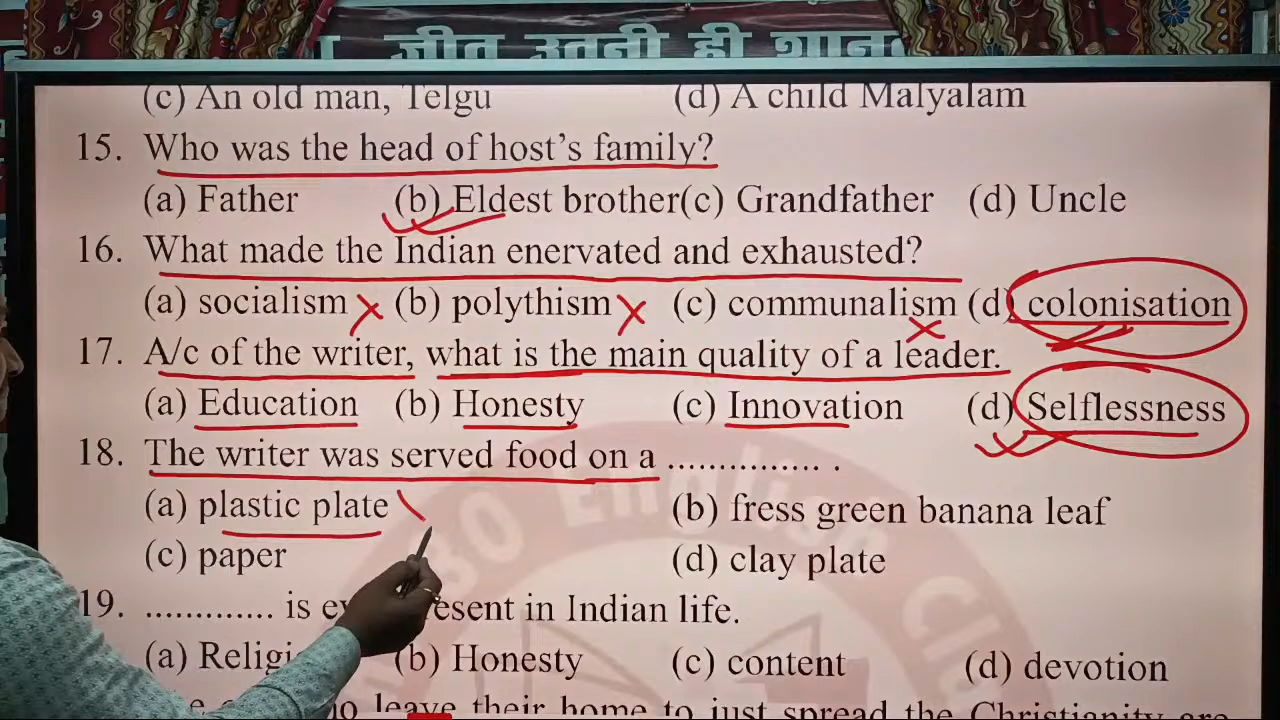 जीत उतनी ही शान
(c) An old man, Telgu (d) A child Malyalam
15. Who was the head of host's family?
(a) Father (b) Eldest brother(c) Grandfather (d) Uncle
16. What made the Indian enervated and exhausted?
(a) socialism (b) polythism (c) communalism (d) colonisation
17. A/c of the writer, what is the main quality of a leader.
(a) Education (b) Honesty (c) Innovation (d) Selflessness
18. The writer was served food on a ............... .
(a) plastic plate (b) fress green banana leaf
(c) paper (d) clay plate
19. ............. is in Indian life.
(a) (b) Honesty (c) content (d) devotion
leave their home to just spread the Christianity are
English